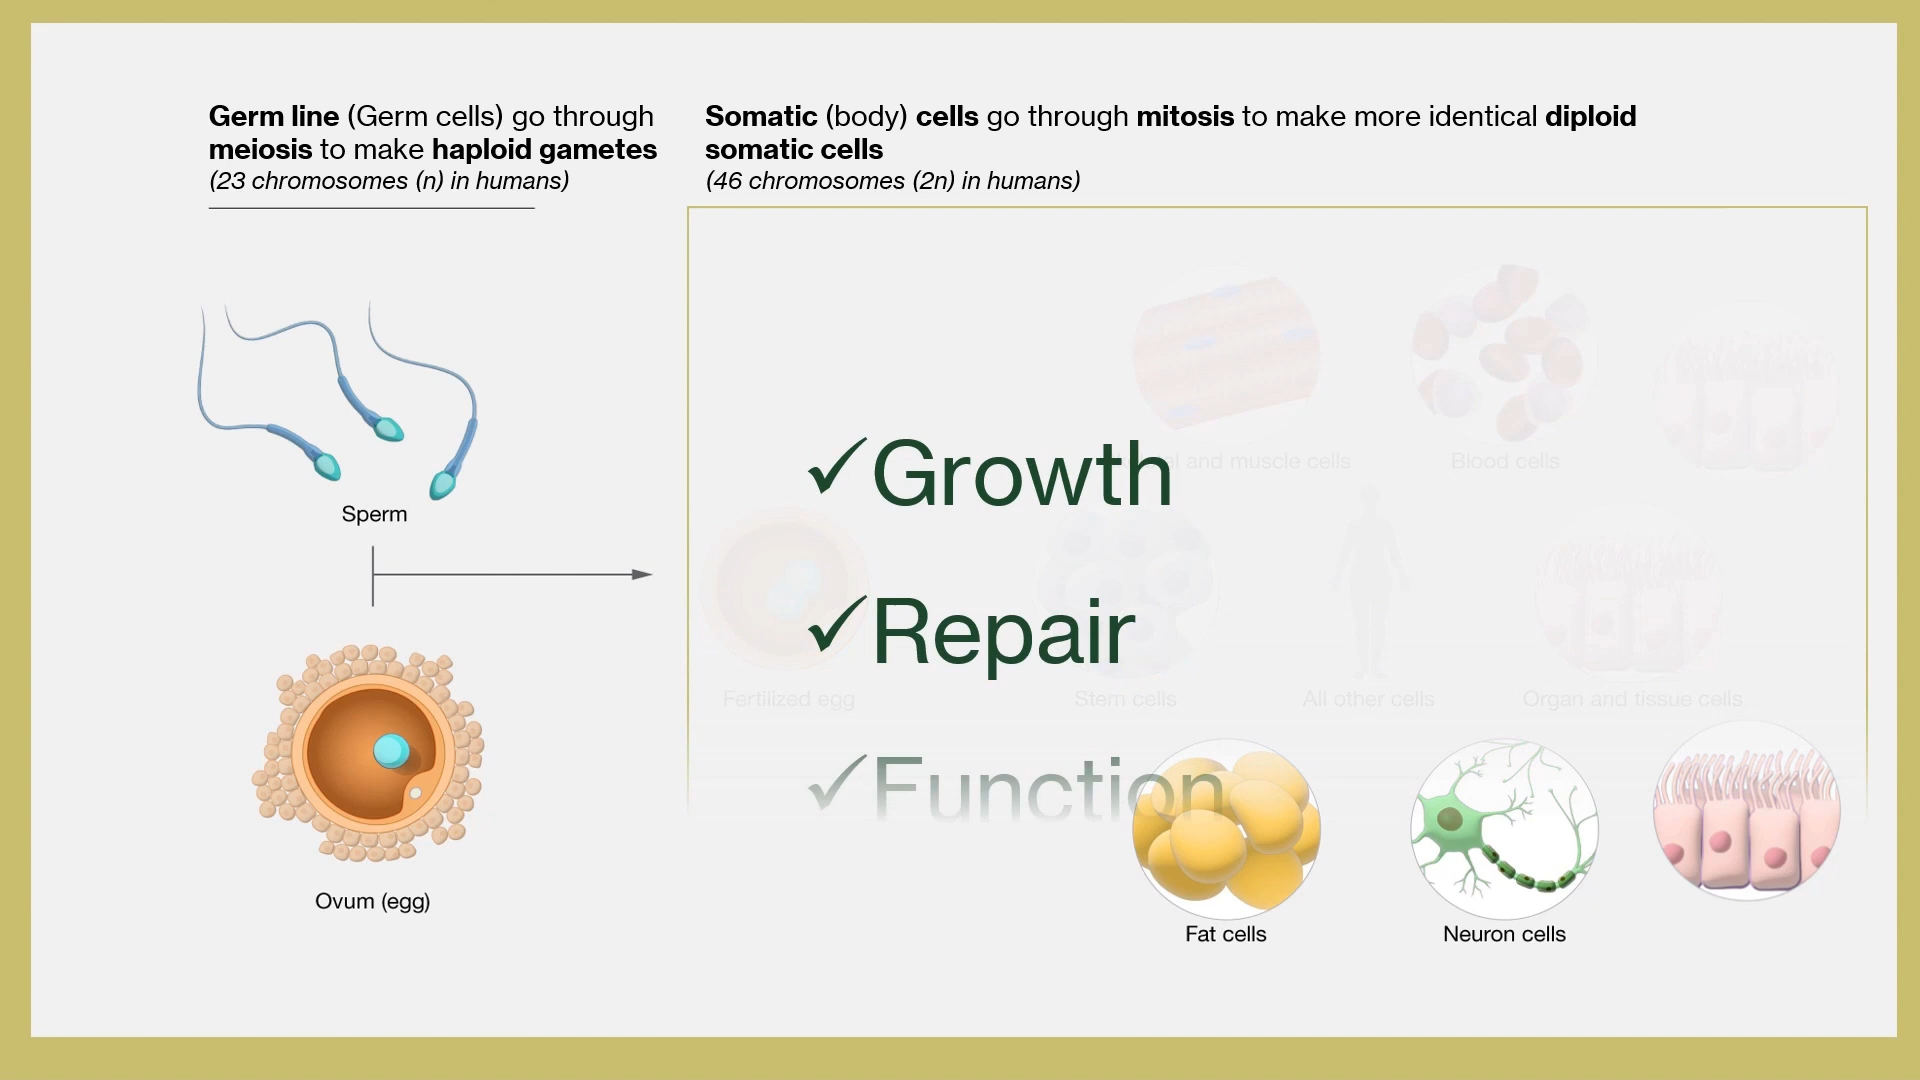 Germ line (Germ cells) go through
meiosis to make haploid gametes
(23 chromosomes (n) in humans)
Somatic (body) cells go through mitosis to make more identical diploid
somatic cells
(46 chromosomes (2n) in humans)
and muscle cells
Blood cells
✓Growth
Sperm
✓Repair
Fertilized egg
Stem cells
All other cells
Organ and tissue cells
✓Function
Ovum (egg)
Fat cells
Neuron cells